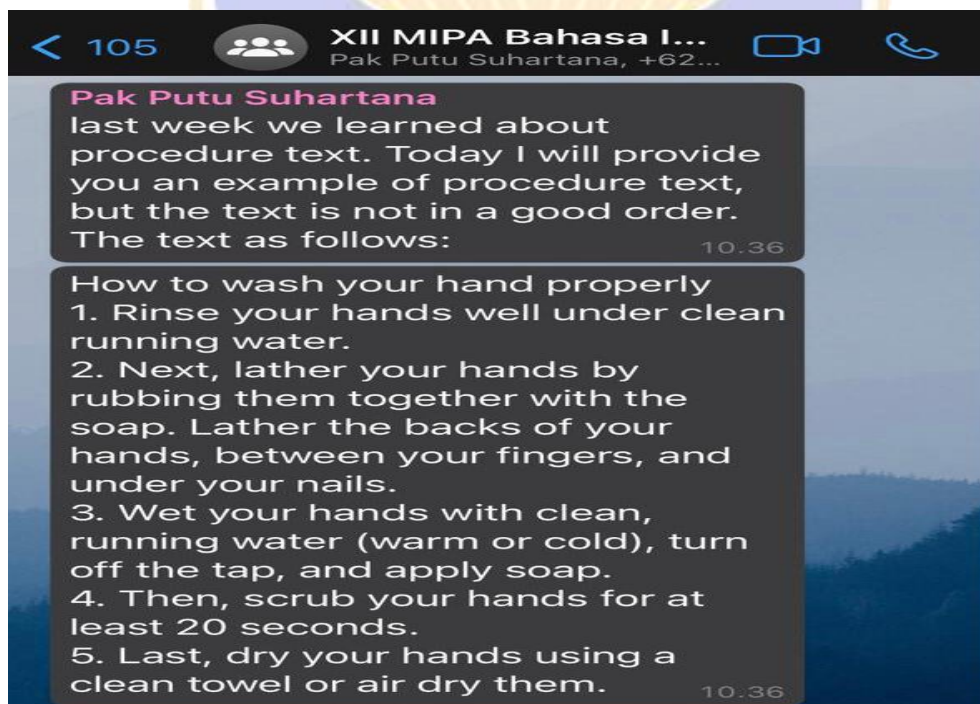 105
XII MIPA Bahasa I...
Pak Putu Suhartana, +62...
Pak Putu Suhartana
last week we learned about
procedure text. Today I will provide
you an example of procedure text,
but the text is not in a good order.
The text as follows:
10.36
How to wash your hand properly
1. Rinse your hands well under clean
running water.
2. Next, lather your hands by
rubbing them together with the
soap. Lather the backs of your
hands, between your fingers, and
under your nails.
3. Wet your hands with clean,
running water (warm or cold), turn
off the tap, and apply soap.
4. Then, scrub your hands for at
least 20 seconds.
5. Last, dry your hands using a
clean towel or air dry them.
10.36